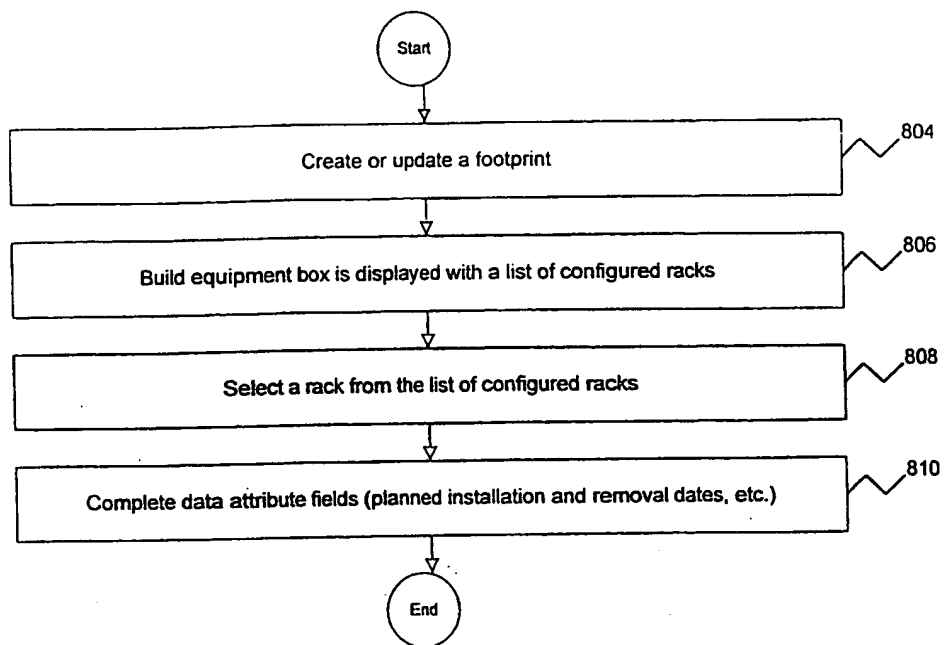 Start
Create or update a footprint
804
Build equipment box is displayed with a list of configured racks
806
Select a rack from the list of configured racks
808
Complete data attribute fields (planned installation and removal dates, etc.)
810
End